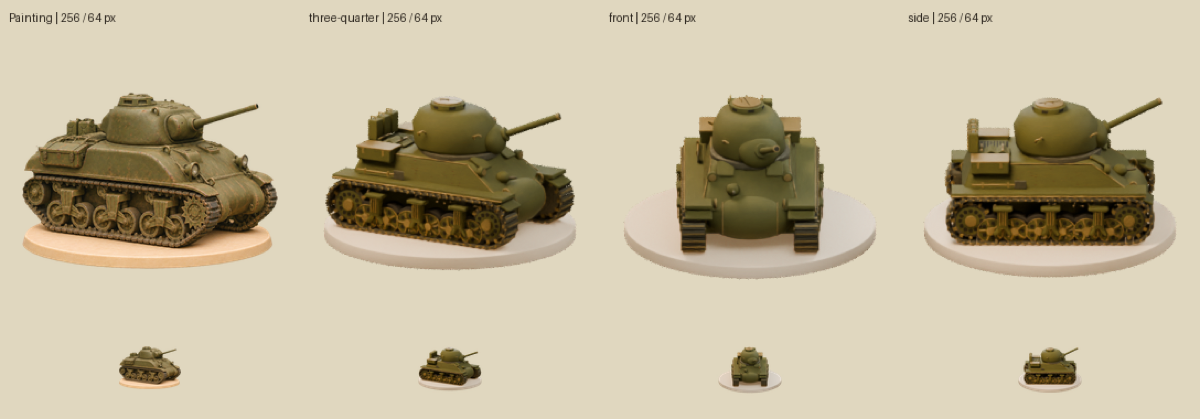 Painting | 256 / 64 px
three-quarter | 256 / 64 px
front | 256 / 64 px
side | 256 / 64 px